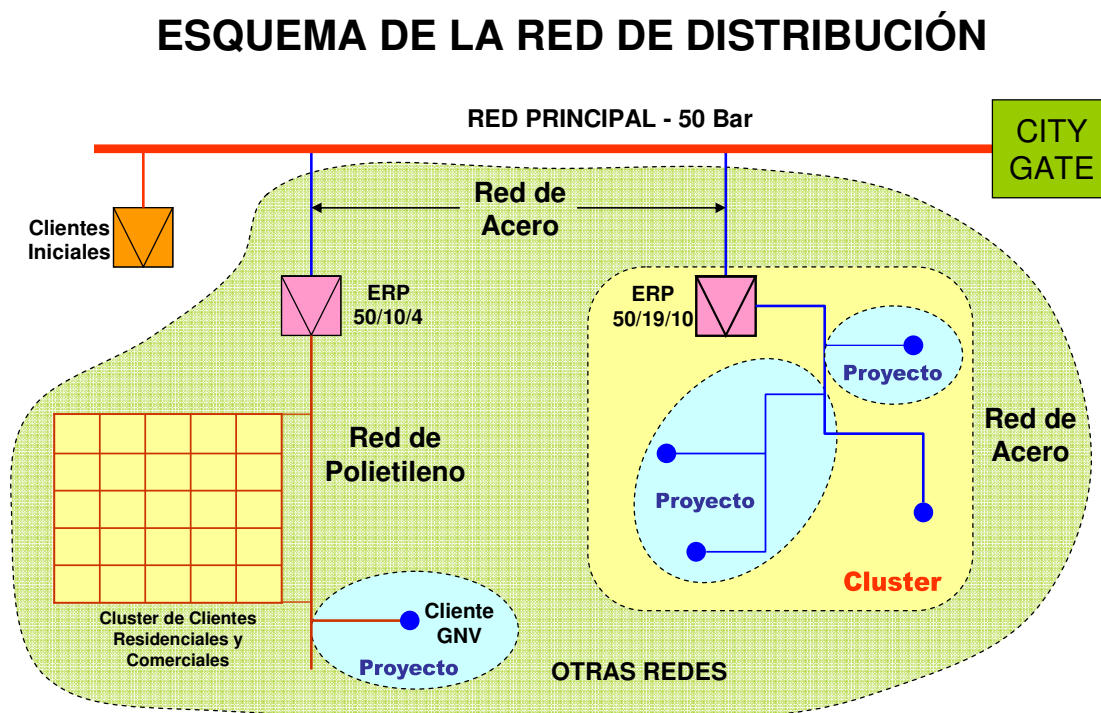 ESQUEMA DE LA RED DE DISTRIBUCIÓN
RED PRINCIPAL - 50 Bar
CITY
GATE
Clientes
Iniciales
Red de
Acero
ERP
50/10/4
ERP
50/19/10
Proyecto
Red de
Acero
Red de
Polietileno
Proyecto
Cluster
Cluster de Clientes
Residenciales y
Comerciales
Cliente
GNV
Proyecto
OTRAS REDES